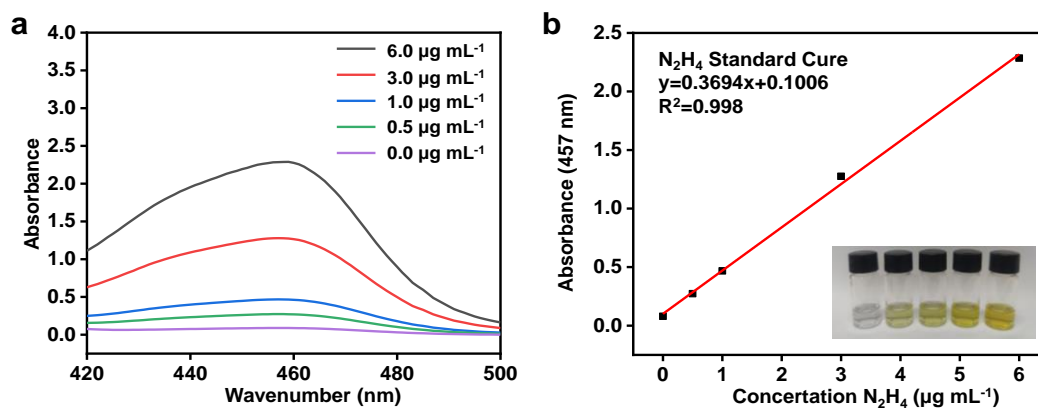 a
4.0
3.5
3.0
2.5
2.0
1.5
1.0
0.5
0.0
Absorbance
6.0 µg mL⁻¹
3.0 µg mL⁻¹
1.0 µg mL⁻¹
0.5 µg mL⁻¹
0.0 µg mL⁻¹
420 440 460 480 500
Wavenumber (nm)
b
2.5
2.0
1.5
1.0
0.5
0.0
Absorbance (457 nm)
N₂H₄ Standard Cure
y=0.3694x+0.1006
R²=0.998
0 1 2 3 4 5 6
Concertation N₂H₄ (µg mL⁻¹)